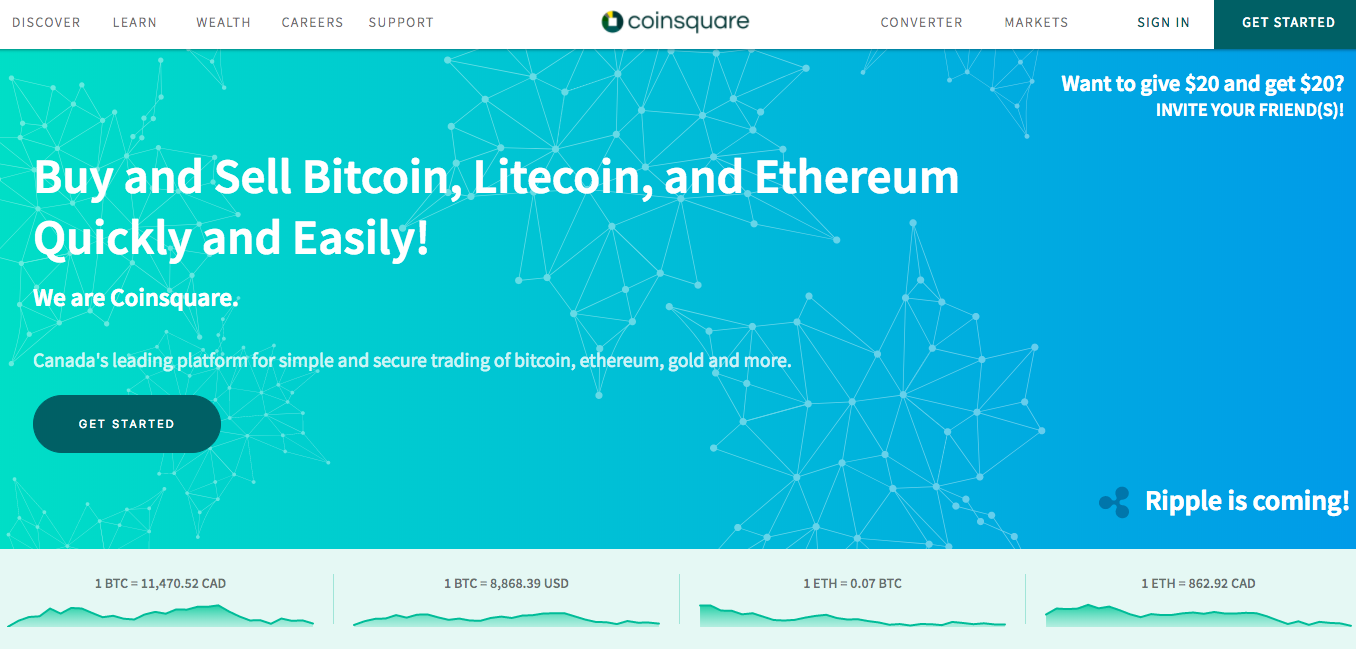 DISCOVER LEARN WEALTH CAREERS SUPPORT coinsquare CONVERTER MARKETS SIGN IN GET STARTED
Want to give $20 and get $20?
INVITE YOUR FRIEND(S)!
Buy and Sell Bitcoin, Litecoin, and Ethereum
Quickly and Easily!
We are Coinsquare.
Canada's leading platform for simple and secure trading of bitcoin, ethereum, gold and more.
GET STARTED
Ripple is coming!
1 BTC = 11,470.52 CAD
1 BTC = 8,868.39 USD
1 ETH = 0.07 BTC
1 ETH = 862.92 CAD